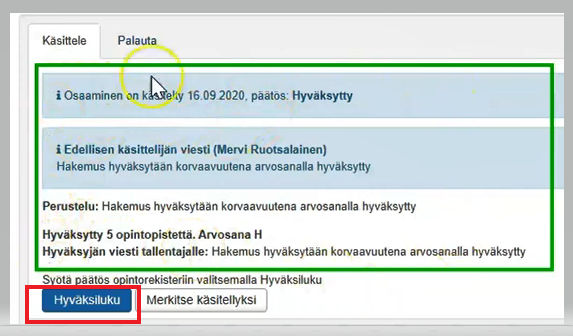 Käsittele Palauta
i Osaaminen on käsitelty 16.09.2020, päätös: Hyväksytty
i Edellisen käsittelijän viesti (Mervi Ruotsalainen)
Hakemus hyväksytään korvaavuutena arvosanalla hyväksytty
Perustelu: Hakemus hyväksytään korvaavuutena arvosanalla hyväksytty
Hyväksytty 5 opintopistettä. Arvosana H
Hyväksyjän viesti tallentajalle: Hakemus hyväksytään korvaavuutena arvosanalla hyväksytty
Syötä päätös opintorekisteriin valitsemalla Hyväksiluku
Hyväksiluku Merkitse käsitellyksi